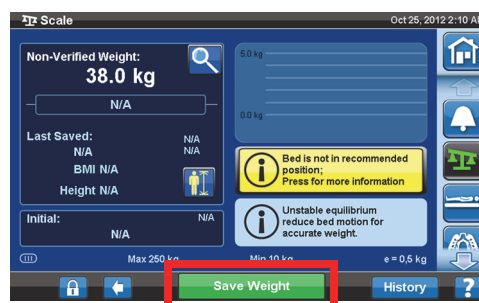 Scale
Oct 25, 2012 2:10 A
Non-Verified Weight:
38.0 kg
N/A
Last Saved:
N/A
N/A
N/A
BMI N/A
Height N/A
Initial:
N/A
N/A
5.0 kg
0.0 kg
Bed is not in recommended
position;
Press for more information
Unstable equilibrium
reduce bed motion for
accurate weight.
Max 250 kg
Min 10 kg
e = 0,5 kg
Save Weight
History
?